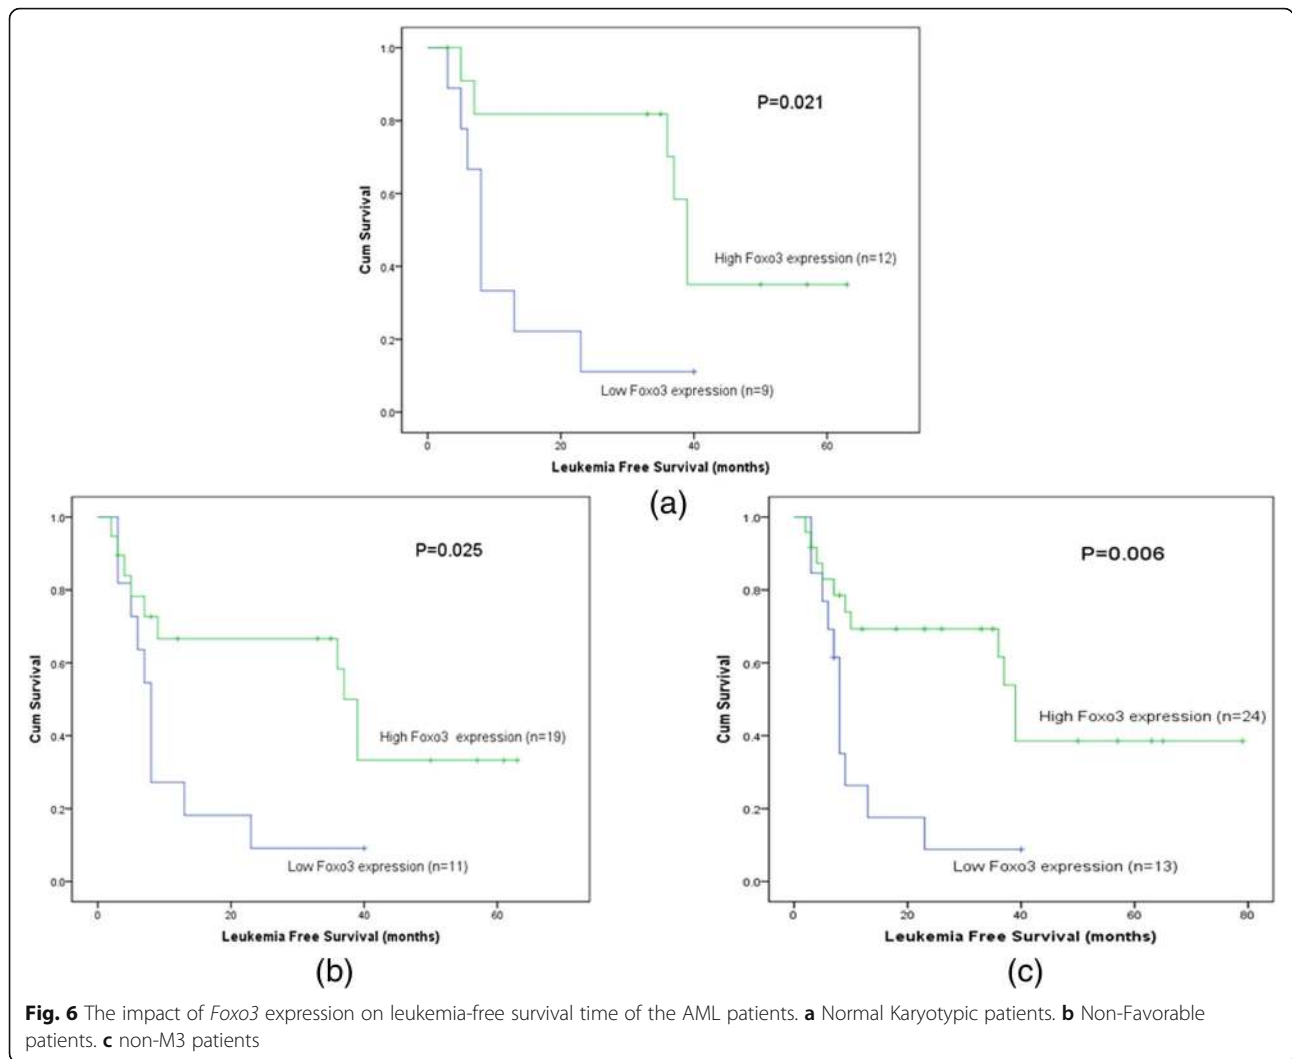 1.0
0.8
0.6
0.4
0.2
0.0
Cum Survival
P=0.021
High Foxo3 expression (n=12)
Low Foxo3 expression (n=9)
0 20 40 60
Leukemia Free Survival (months)
(a)
1.0
0.8
0.6
0.4
0.2
0.0
Cum Survival
P=0.025
High Foxo3 expression (n=19)
Low Foxo3 expression (n=11)
0 20 40 60
Leukemia Free Survival (months)
(b)
1.0
0.8
0.6
0.4
0.2
0.0
Cum Survival
P=0.006
High Foxo3 expression (n=24)
Low Foxo3 expression (n=13)
0 20 40 60 80
Leukemia Free Survival (months)
(c)
Fig. 6 The impact of Foxo3 expression on leukemia-free survival time of the AML patients. a Normal Karyotypic patients. b Non-Favorable
patients. c non-M3 patients